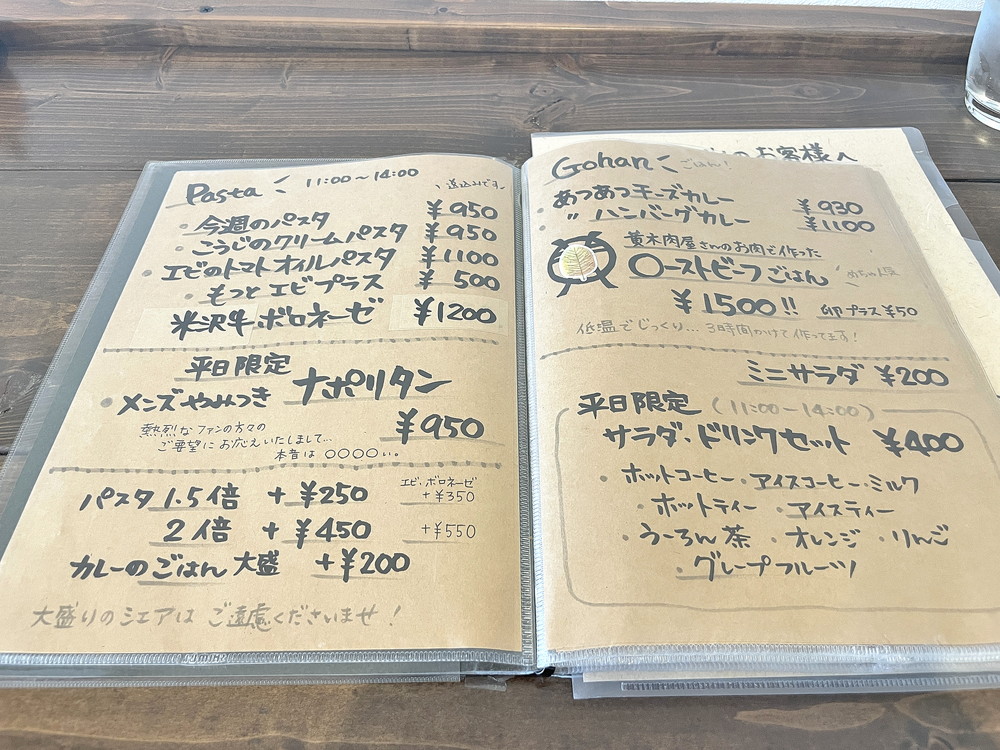 Pasta 11:00～14:00
税込みです
・今週のパスタ ¥950
・こうじのクリームパスタ ¥950
・エビのトマトオイルパスタ ¥1100
・もっとエビプラス ¥500
米沢牛ボロネーゼ ¥1200
平日限定
・メンズやみつき ナポリタン
¥950
熱烈なファンの方々の
ご要望にお応えいたしまして…
本音は〇〇〇〇い。
パスタ 1.5倍 +¥250
エビ、ボロネーゼ
+¥350
2倍 +¥450 +¥550
カレーのごはん 大盛 +¥200
大盛りのシェアは ご遠慮くださいませ!
のお客様へ
Gohan ごはん!
・あつあつチーズカレー ¥930
・〃 ハンバーグカレー ¥1100
黄木肉屋さんのお肉で作った
ローストビーフごはん
めちゃ人気
¥1500!! 卵プラス¥50
低温でじっくり…3時間かけて作ってます!
ミニサラダ ¥200
平日限定(11:00-14:00)
サラダ、ドリンクセット ¥400
・ホットコーヒー・アイスコーヒー・ミルク
・ホットティー ・アイスティー
・うーろん茶 ・オレンジ ・りんご
・グレープフルーツ